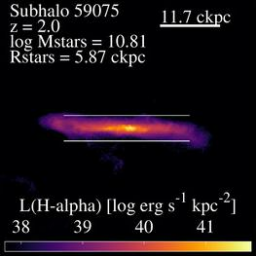 Subhalo 59075
11.7 ckpc
z = 2.0
log Mstars = 10.81
Rstars = 5.87 ckpc
L(H-alpha) [log erg s⁻¹ kpc⁻²]
38 39 40 41